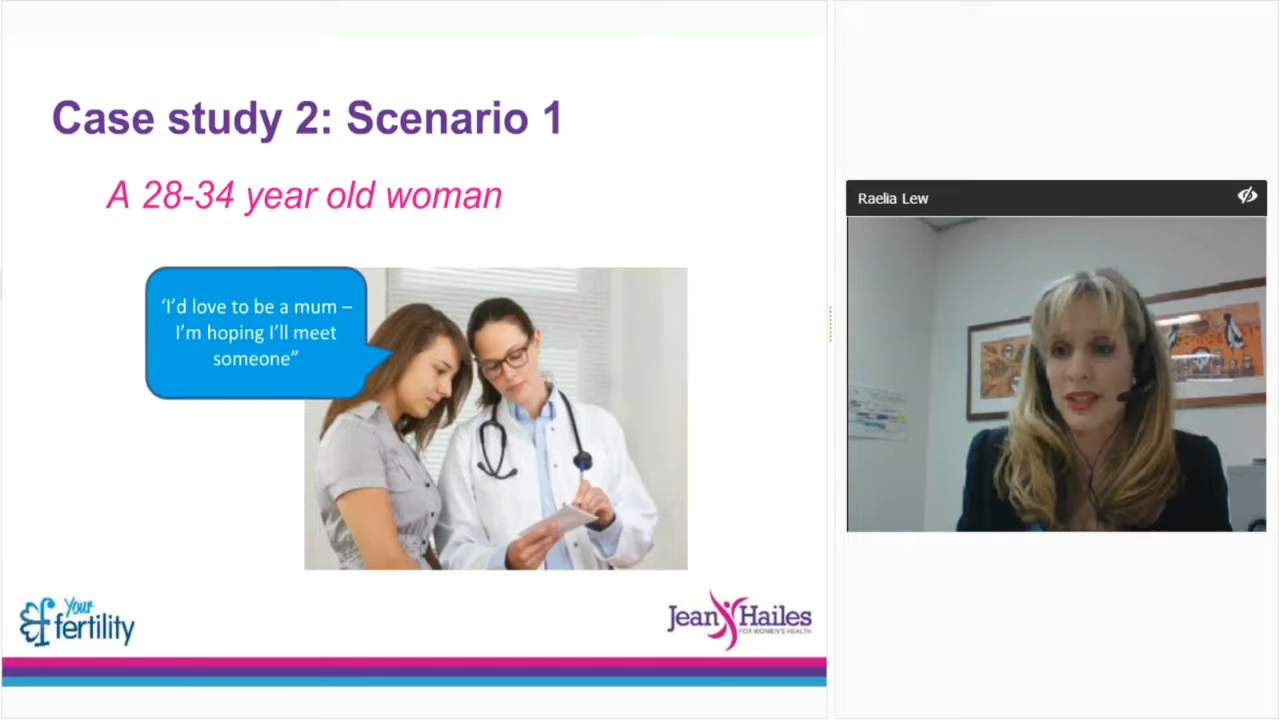 Case study 2: Scenario 1
A 28-34 year old woman
‘I’d love to be a mum –
I’m hoping I’ll meet
someone”
Your
fertility
Jean Hailes
FOR WOMEN'S HEALTH
Raelia Lew